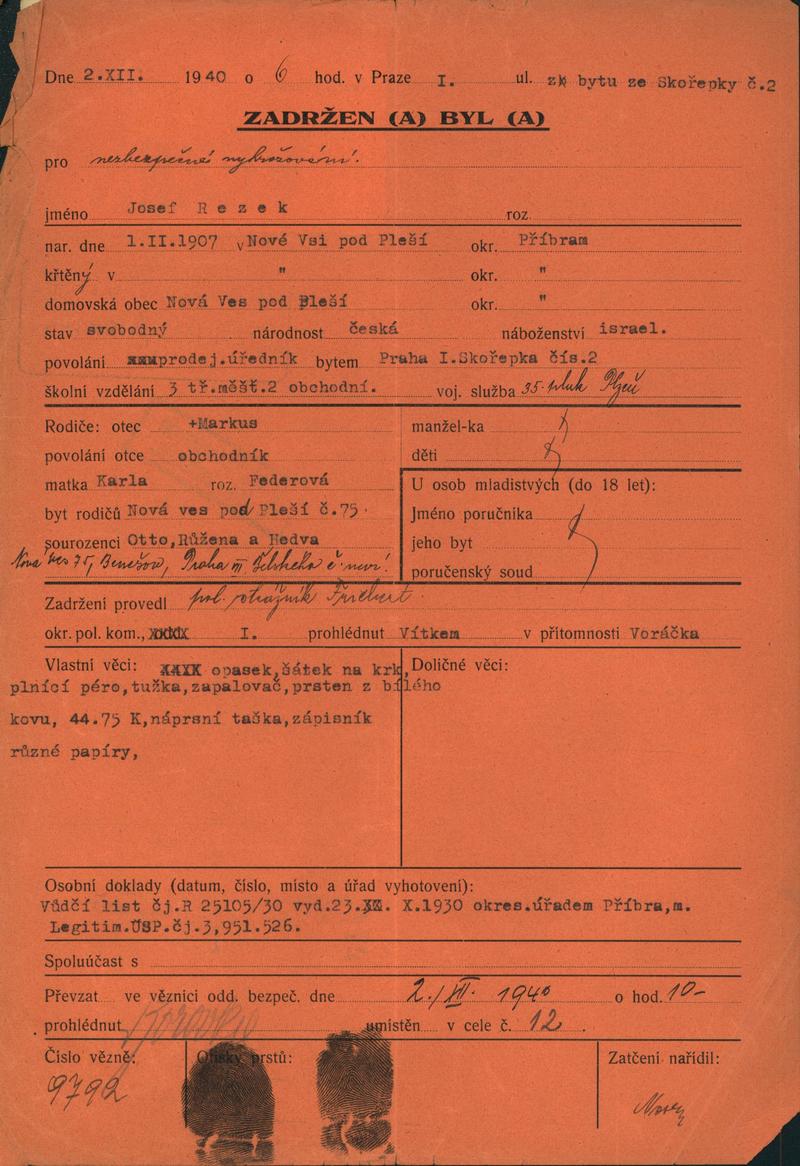 Dne 2.XII. 1940 o 6 hod. v Praze I. ul. zk bytu ze Skořepky č.2
ZADRŽEN (A) BYL (A)
pro nezbezpečné vyhrožování.
jméno Josef Rezek roz.
nar. dne 1.II.1907 v Nové Vsi pod Pleší okr. Příbram
křtěný v " okr. "
domovská obec Nová Ves pod Pleší okr. "
stav svobodný národnost česká náboženství israel.
povolání xxxprodej.úředník bytem Praha I.Skořepka čís.2
školní vzdělání 3 tř.měšť.2 obchodní. voj. služba 35. pluk Plzeň
Rodiče: otec +Markus manžel-ka
povolání otce obchodník děti
matka Karla roz. Federová U osob mladistvých (do 18 let):
byt rodičů Nová ves pod Pleší č.75. Jméno poručníka
sourozenci Otto,Růžena a Hedva jeho byt
Nová Ves 75, Benešov, Praha č. neví.
poručenský soud
Zadržení provedl pol. strážník
okr. pol. kom., XXXX I. prohlédnut Vítkem v přítomnosti Voráčka
Vlastní věci: XXXX opasek,šátek na krk, Doličné věci:
plnící péro,tužka,zapalovač,prsten z bílého
kovu, 44.75 K,náprsní taška,zápisník
různé papíry,
Osobní doklady (datum, číslo, místo a úřad vyhotovení):
Vůdčí list čj.R 25105/30 vyd.23.XX. X.1930 okres.úřadem Příbra,m.
Legitim.ÚSP.čj.3,951.526.
Spoluúčast s
Převzat ve věznici odd. bezpeč. dne 2./XII. 1940 o hod. 10-
prohlédnut umístěn v cele č. 12.
Číslo vězně: Otisky prstů: Zatčení nařídil:
9792